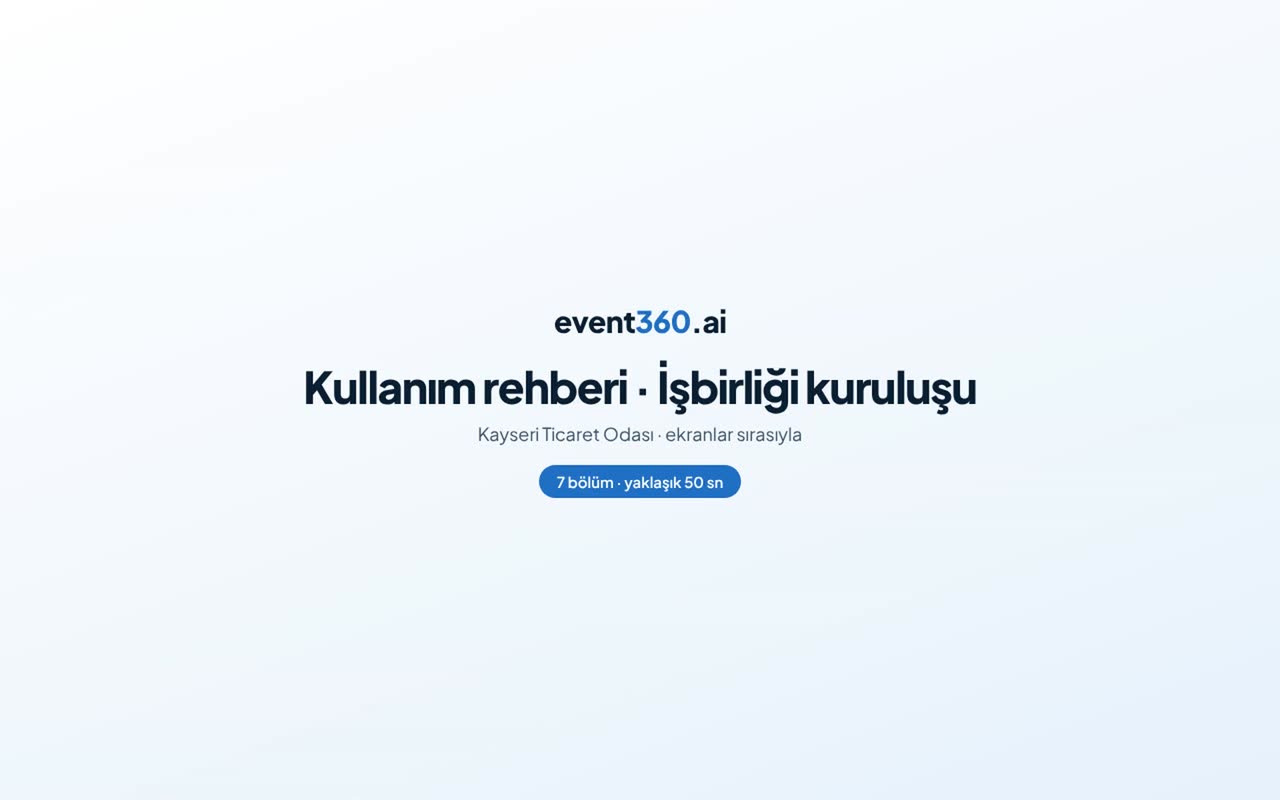 event360.ai
Kullanım rehberi · İşbirliği kuruluşu
Kayseri Ticaret Odası · ekranlar sırasıyla
7 bölüm · yaklaşık 50 sn